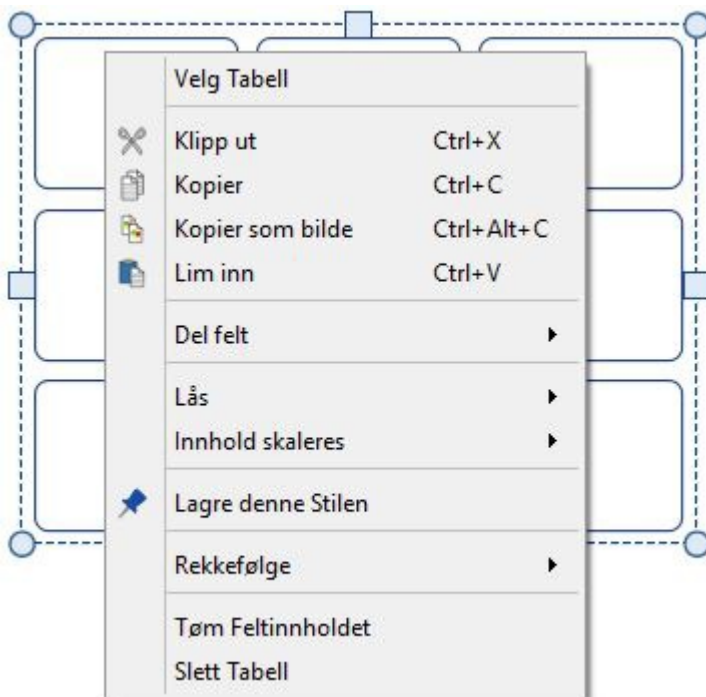 Velg Tabell
Klipp ut Ctrl+X
Kopier Ctrl+C
Kopier som bilde Ctrl+Alt+C
Lim inn Ctrl+V
Del felt
Lås
Innhold skaleres
Lagre denne Stilen
Rekkefølge
Tøm Feltinnholdet
Slett Tabell